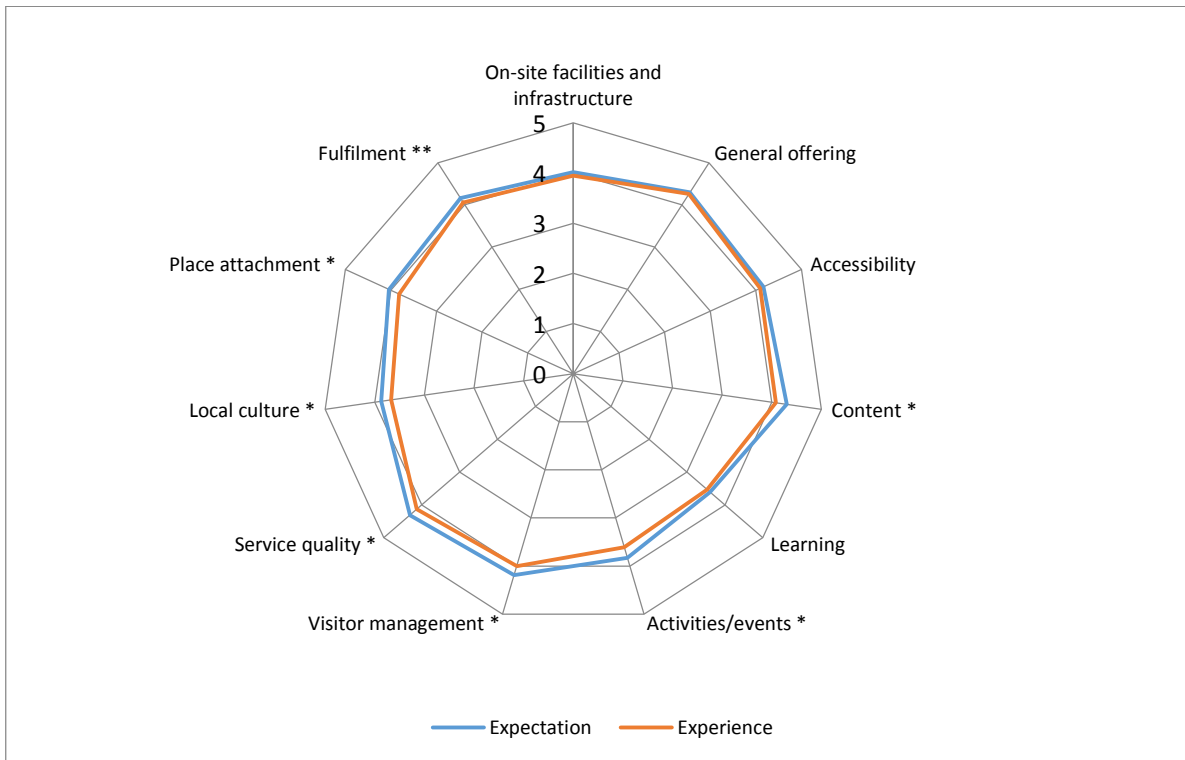 On-site facilities and
infrastructure
General offering
Accessibility
Content *
Learning
Activities/events *
Visitor management *
Service quality *
Local culture *
Place attachment *
Fulfilment **
5
4
3
2
1
0
Expectation
Experience